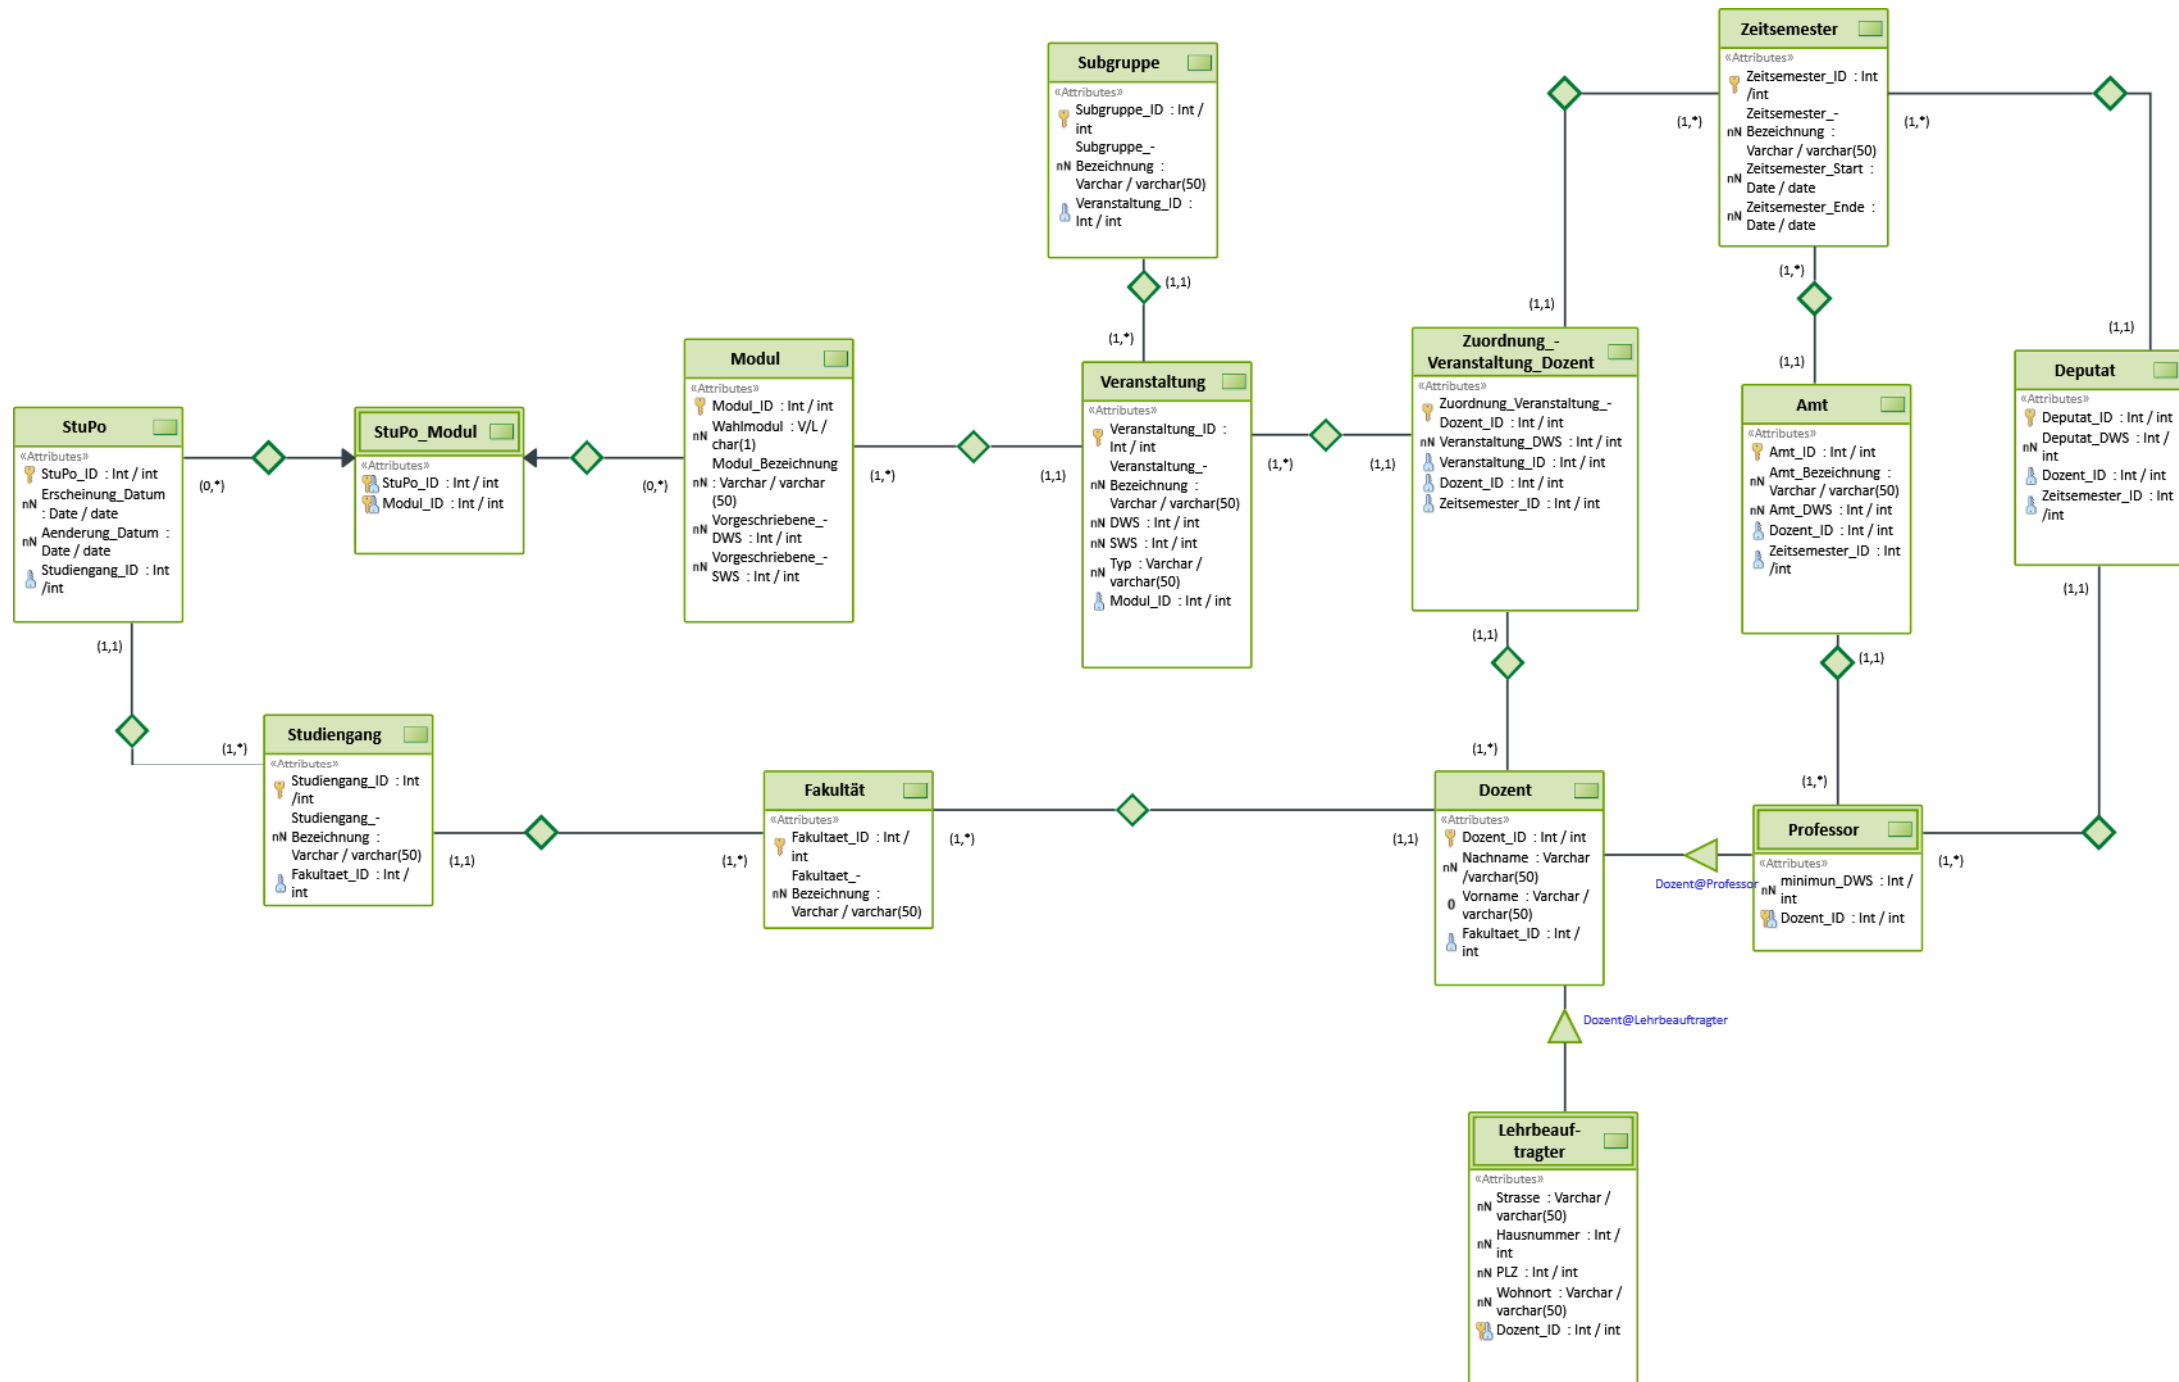 Zeitsemester
«Attributes»
Zeitsemester_ID : Int
/int
Zeitsemester_-
nN Bezeichnung :
Varchar / varchar(50)
nN Zeitsemester_Start :
Date / date
nN Zeitsemester_Ende :
Date / date
(1,*)
(1,*)
(1,*)
(1,1)
(1,1)
(1,1)
Subgruppe
«Attributes»
Subgruppe_ID : Int /
int
Subgruppe_-
nN Bezeichnung :
Varchar / varchar(50)
Veranstaltung_ID :
Int / int
(1,1)
(1,*)
StuPo
«Attributes»
StuPo_ID : Int / int
nN Erscheinung_Datum
: Date / date
nN Aenderung_Datum :
Date / date
Studiengang_ID : Int
/int
(0,*)
(1,1)
StuPo_Modul
«Attributes»
StuPo_ID : Int / int
Modul_ID : Int / int
(0,*)
Modul
«Attributes»
Modul_ID : Int / int
nN Wahlmodul : V/L /
char(1)
Modul_Bezeichnung
nN : Varchar / varchar
(50)
nN Vorgeschriebene_-
DWS : Int / int
nN Vorgeschriebene_-
SWS : Int / int
(1,*)
(1,1)
Veranstaltung
«Attributes»
Veranstaltung_ID :
Int / int
Veranstaltung_-
nN Bezeichnung :
Varchar / varchar(50)
nN DWS : Int / int
nN SWS : Int / int
nN Typ : Varchar /
varchar(50)
Modul_ID : Int / int
(1,*)
(1,1)
Zuordnung_-
Veranstaltung_Dozent
«Attributes»
Zuordnung_Veranstaltung_-
Dozent_ID : Int / int
nN Veranstaltung_DWS : Int / int
Veranstaltung_ID : Int / int
Dozent_ID : Int / int
Zeitsemester_ID : Int / int
(1,1)
(1,*)
Amt
«Attributes»
Amt_ID : Int / int
nN Amt_Bezeichnung :
Varchar / varchar(50)
nN Amt_DWS : Int / int
Dozent_ID : Int / int
Zeitsemester_ID : Int
/int
(1,1)
(1,*)
Deputat
«Attributes»
Deputat_ID : Int / int
nN Deputat_DWS : Int /
int
Dozent_ID : Int / int
Zeitsemester_ID : Int
/int
(1,1)
(1,*)
Studiengang
«Attributes»
Studiengang_ID : Int
/int
Studiengang_-
nN Bezeichnung :
Varchar / varchar(50)
Fakultaet_ID : Int /
int
(1,*)
(1,1)
(1,*)
Fakultät
«Attributes»
Fakultaet_ID : Int /
int
Fakultaet_-
nN Bezeichnung :
Varchar / varchar(50)
(1,*)
(1,1)
Dozent
«Attributes»
Dozent_ID : Int / int
nN Nachname : Varchar
/varchar(50)
0 Vorname : Varchar /
varchar(50)
Fakultaet_ID : Int /
int
Dozent@Professor
Professor
«Attributes»
nN minimun_DWS : Int /
int
Dozent_ID : Int / int
Dozent@Lehrbeauftragter
Lehrbeauf-
tragter
«Attributes»
nN Strasse : Varchar /
varchar(50)
nN Hausnummer : Int /
int
nN PLZ : Int / int
nN Wohnort : Varchar /
varchar(50)
Dozent_ID : Int / int